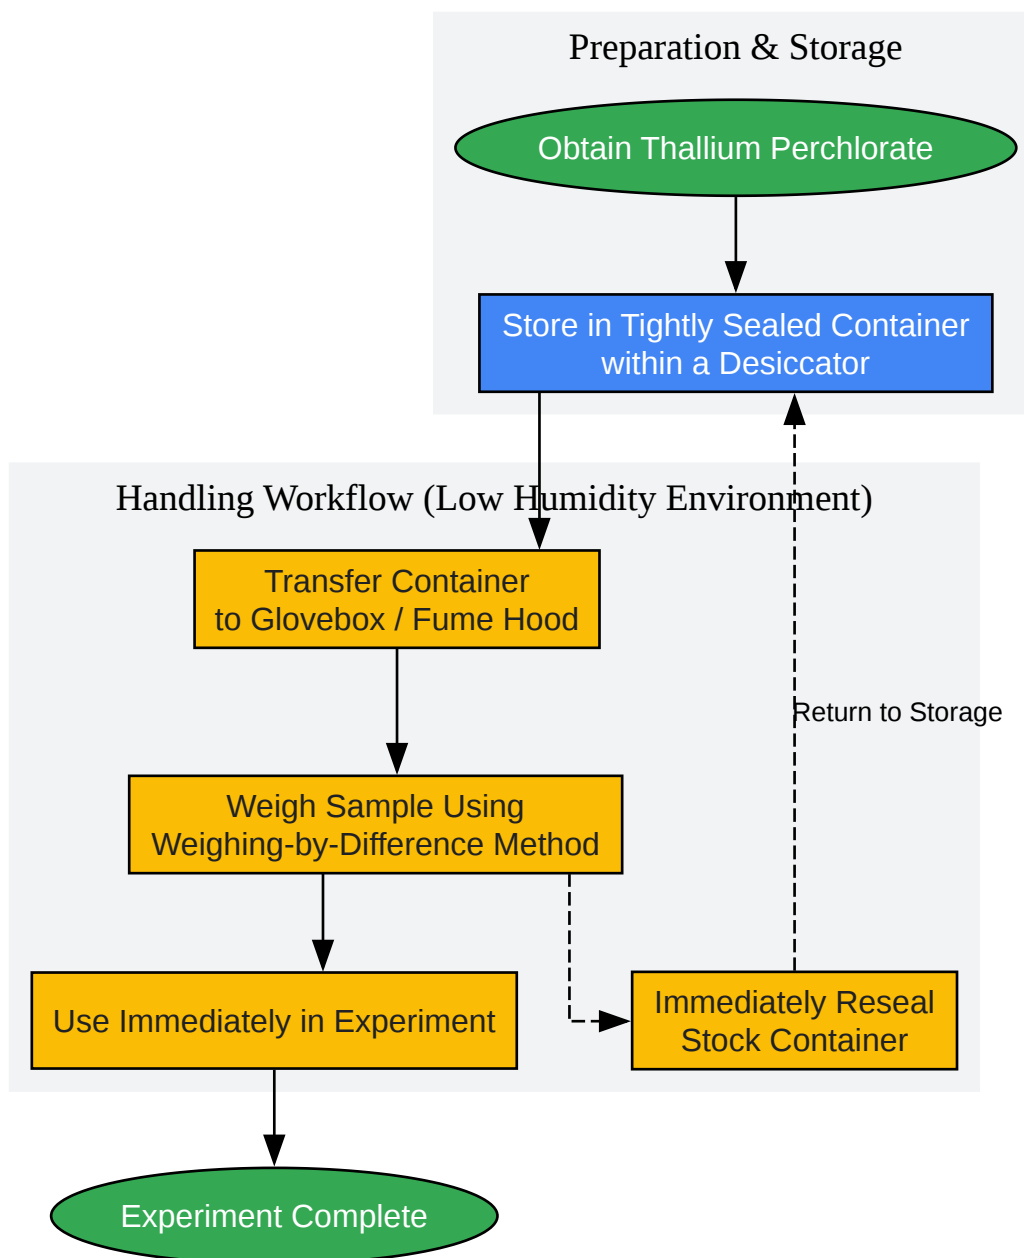 Preparation & Storage
Obtain Thallium Perchlorate
Store in Tightly Sealed Container
within a Desiccator
Handling Workflow (Low Humidity Environment)
Transfer Container
to Glovebox / Fume Hood
Return to Storage
Weigh Sample Using
Weighing-by-Difference Method
Use Immediately in Experiment
Immediately Reseal
Stock Container
Experiment Complete